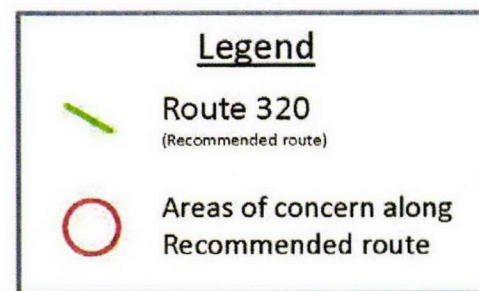 Legend
Route 320
(Recommended route)
Areas of concern along
Recommended route